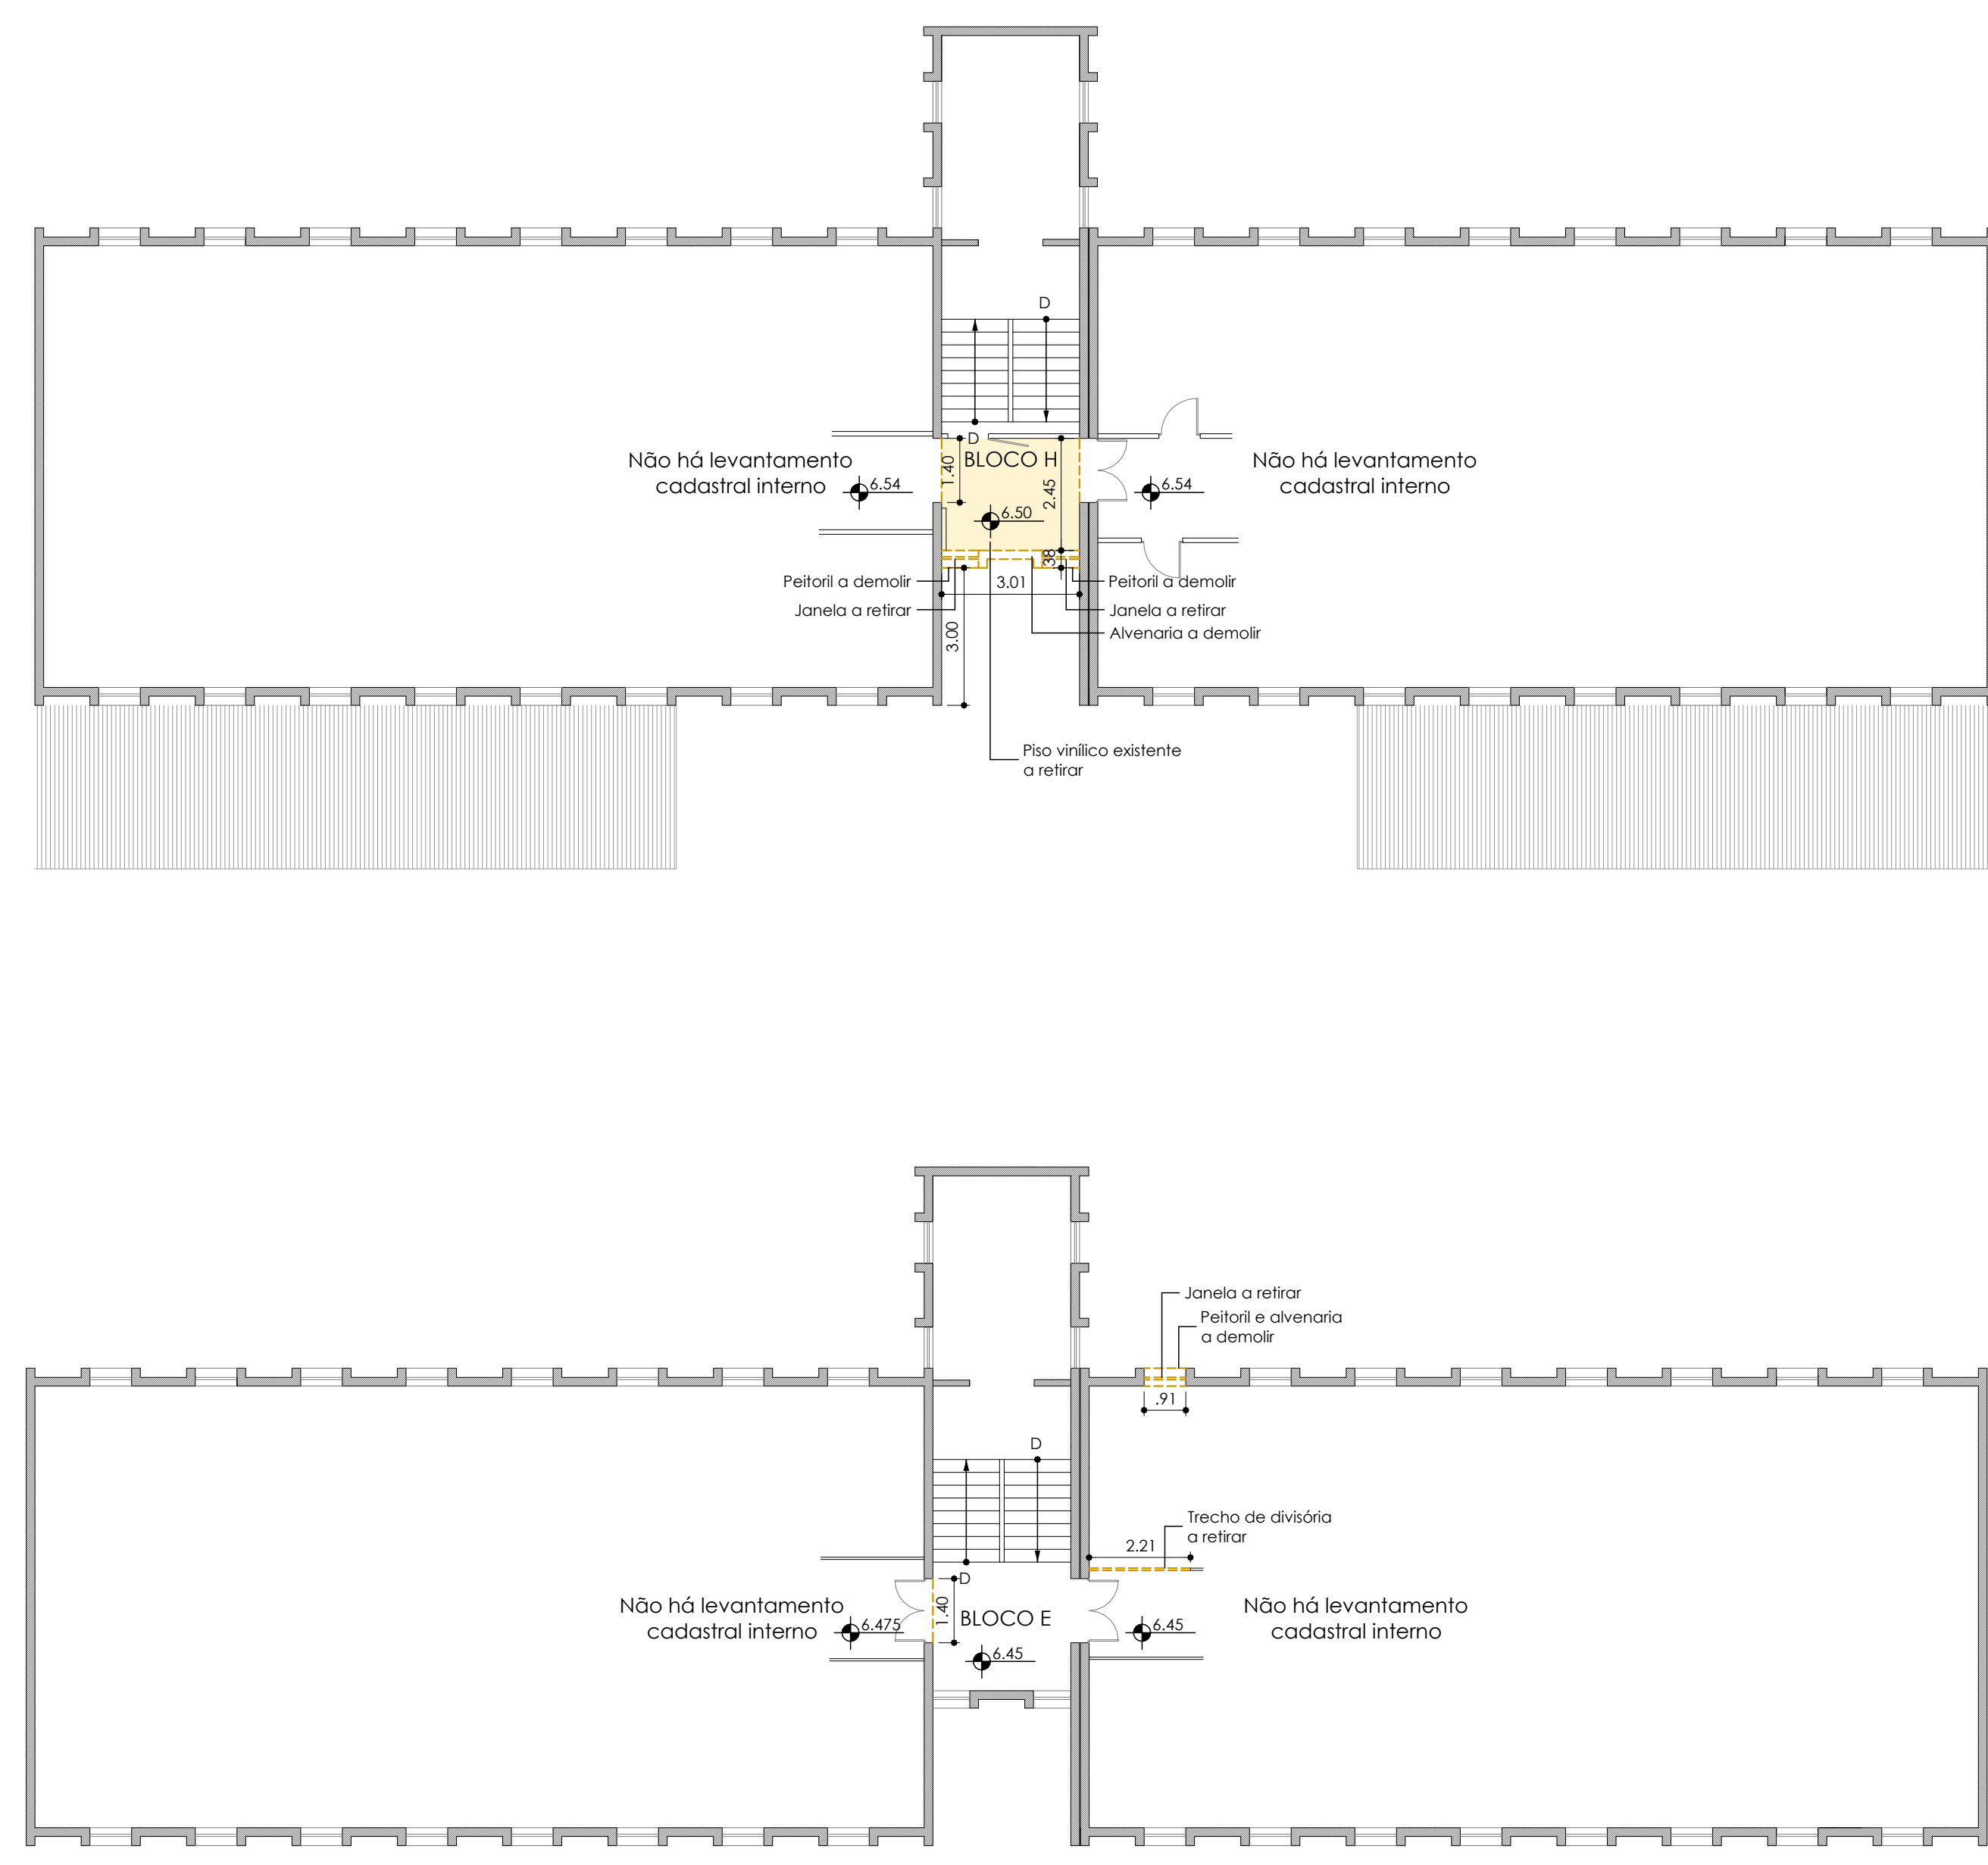 D
D
BLOCO H
Não há levantamento
cadastral interno
6.54
1.40
2.45
6.50
.38
Não há levantamento
cadastral interno
6.54
Peitoril a demolir
Janela a retirar
3.01
3.00
Peitoril a demolir
Janela a retirar
Alvenaria a demolir
Piso vinílico existente
a retirar
Janela a retirar
Peitoril e alvenaria
a demolir
.91
D
Trecho de divisória
a retirar
2.21
D
1.40
BLOCO E
Não há levantamento
cadastral interno
6.475
6.45
Não há levantamento
cadastral interno
6.45